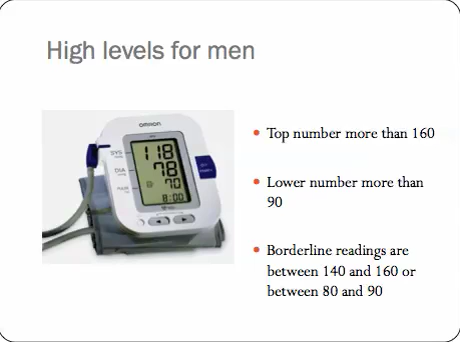 High levels for men
OMRON
SYS
118
DIA
78
70
8:00
• Top number more than 160
• Lower number more than
90
• Borderline readings are
between 140 and 160 or
between 80 and 90